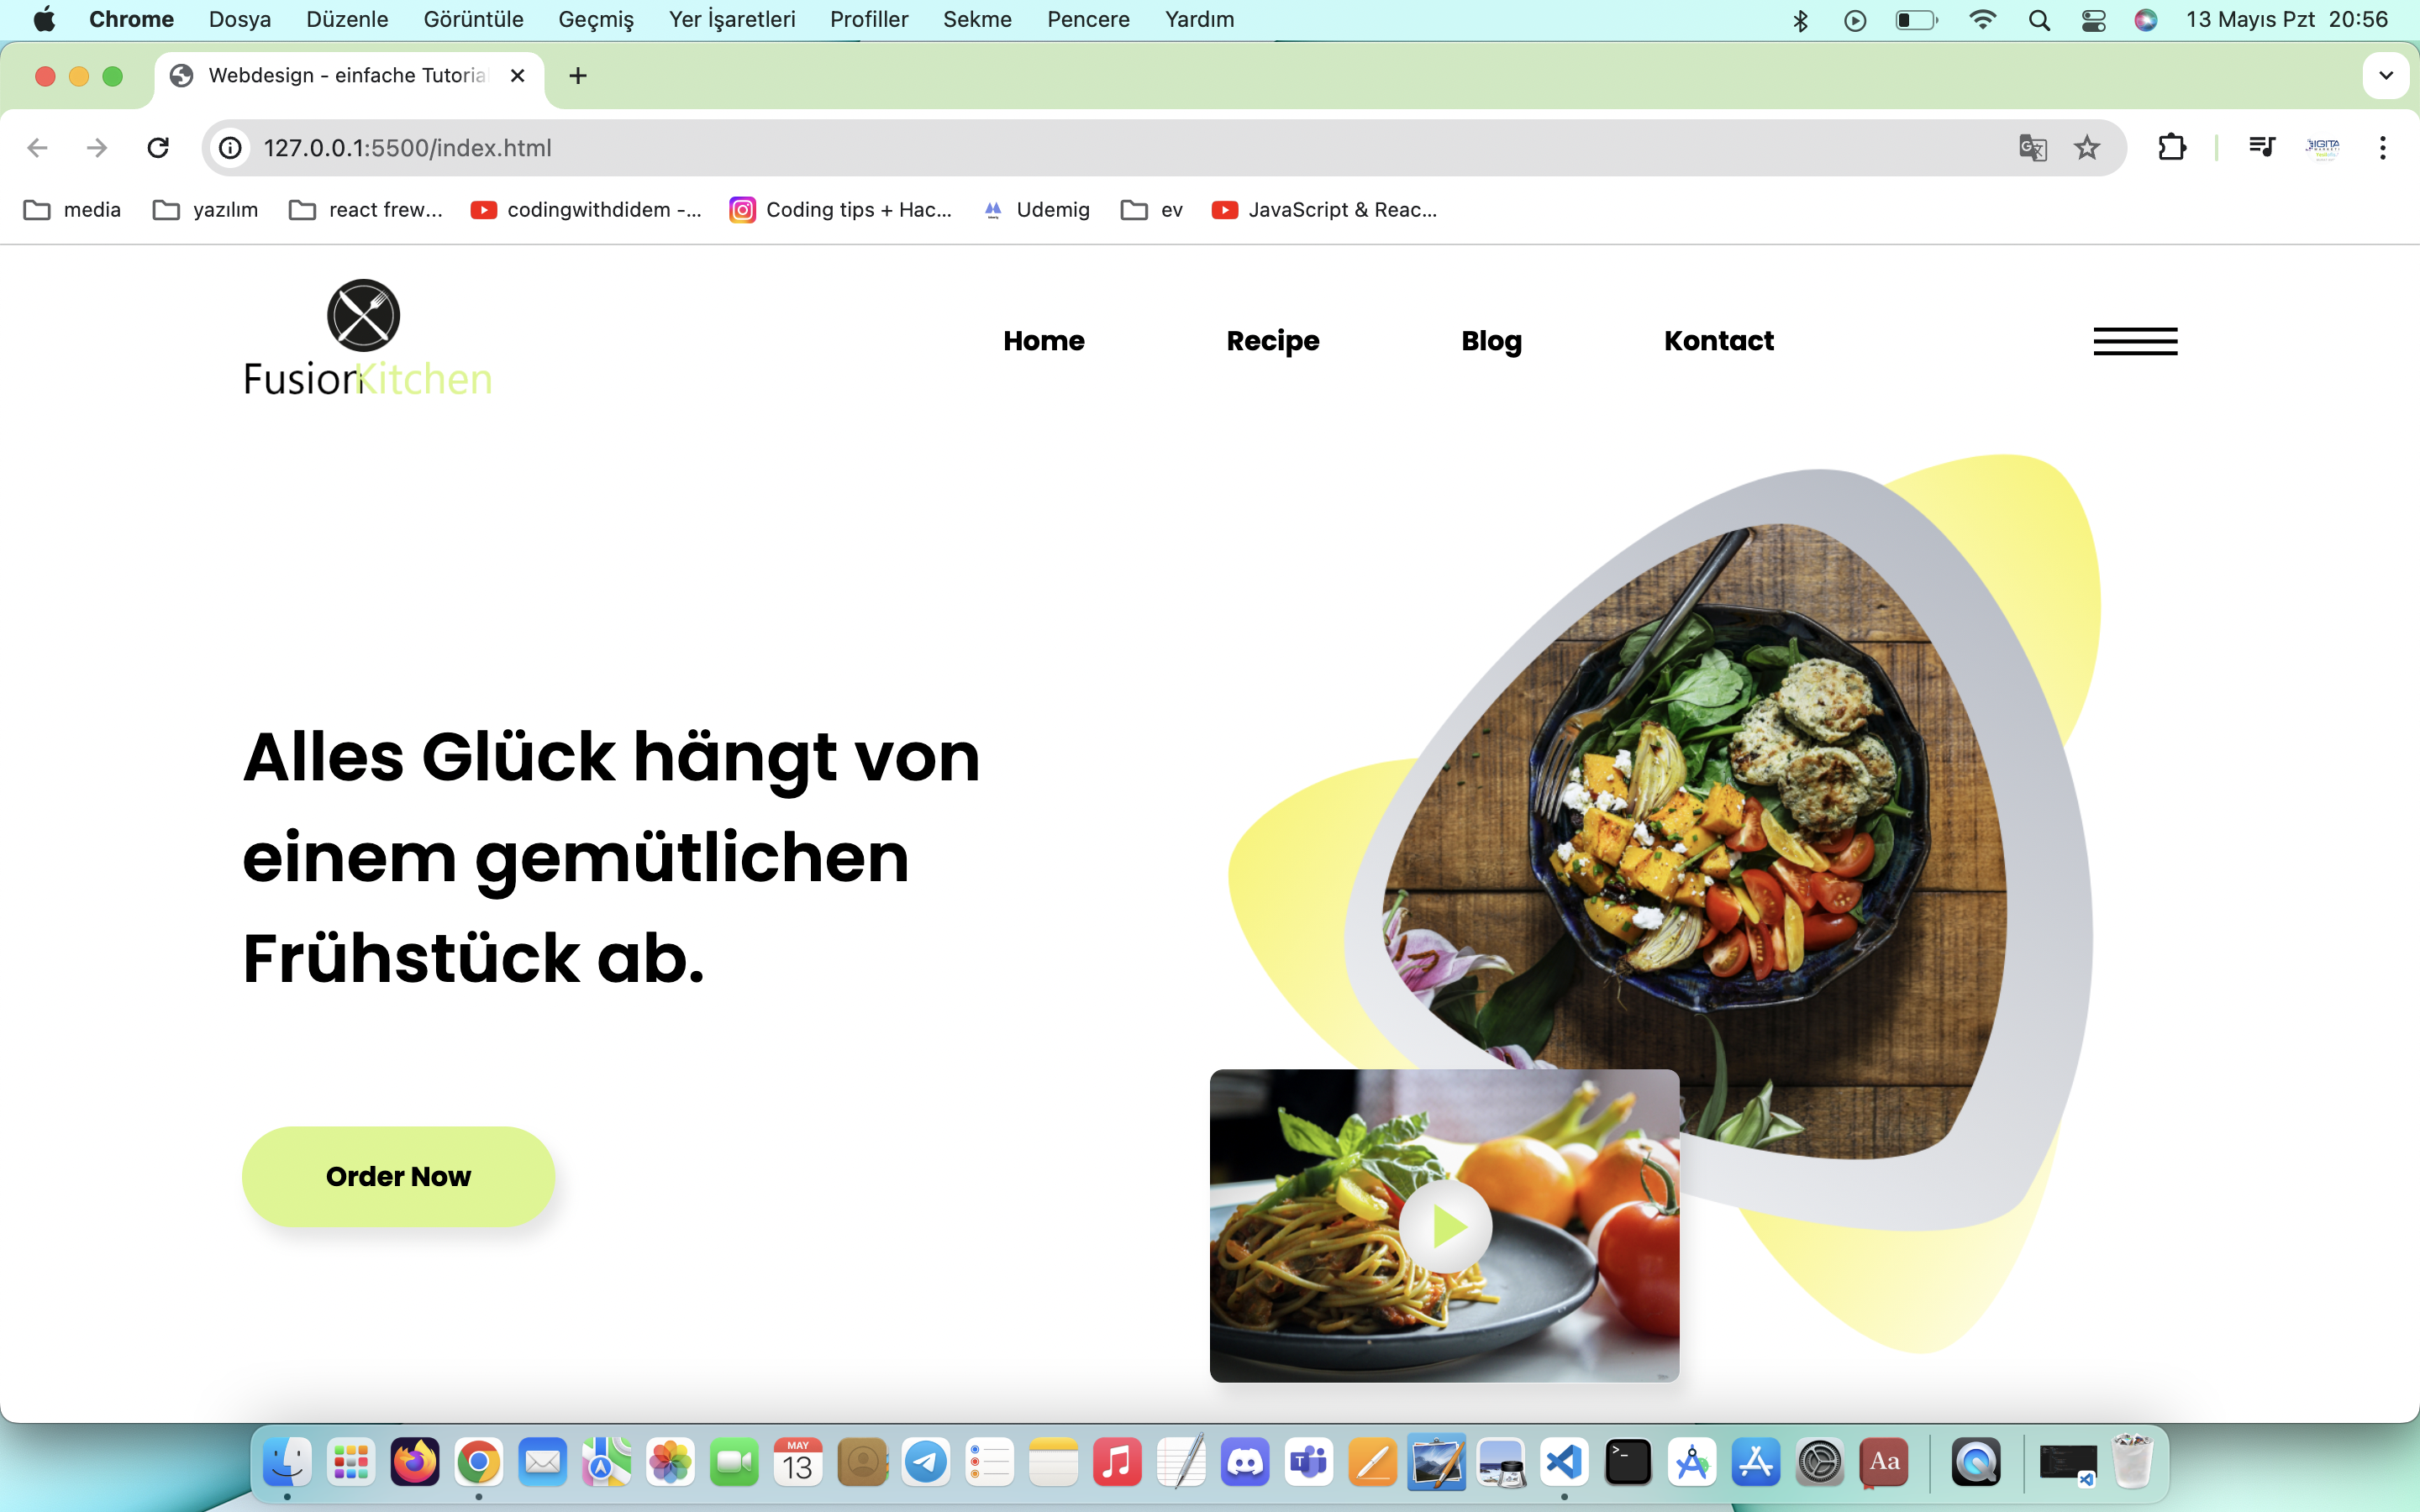 Chrome Dosya Düzenle Görüntüle Geçmiş Yer İşaretleri Profiller Sekme Pencere Yardım 13 Mayıs Pzt 20:56
Webdesign - einfache Tutoria
127.0.0.1:5500/index.html
media yazılım react frew... codingwithdidem -... Coding tips + Hac... Udemig ev JavaScript & Reac...
FusionKitchen
Home Recipe Blog Kontact
Alles Glück hängt von
einem gemütlichen
Frühstück ab.
Order Now
MAY
13
Aa